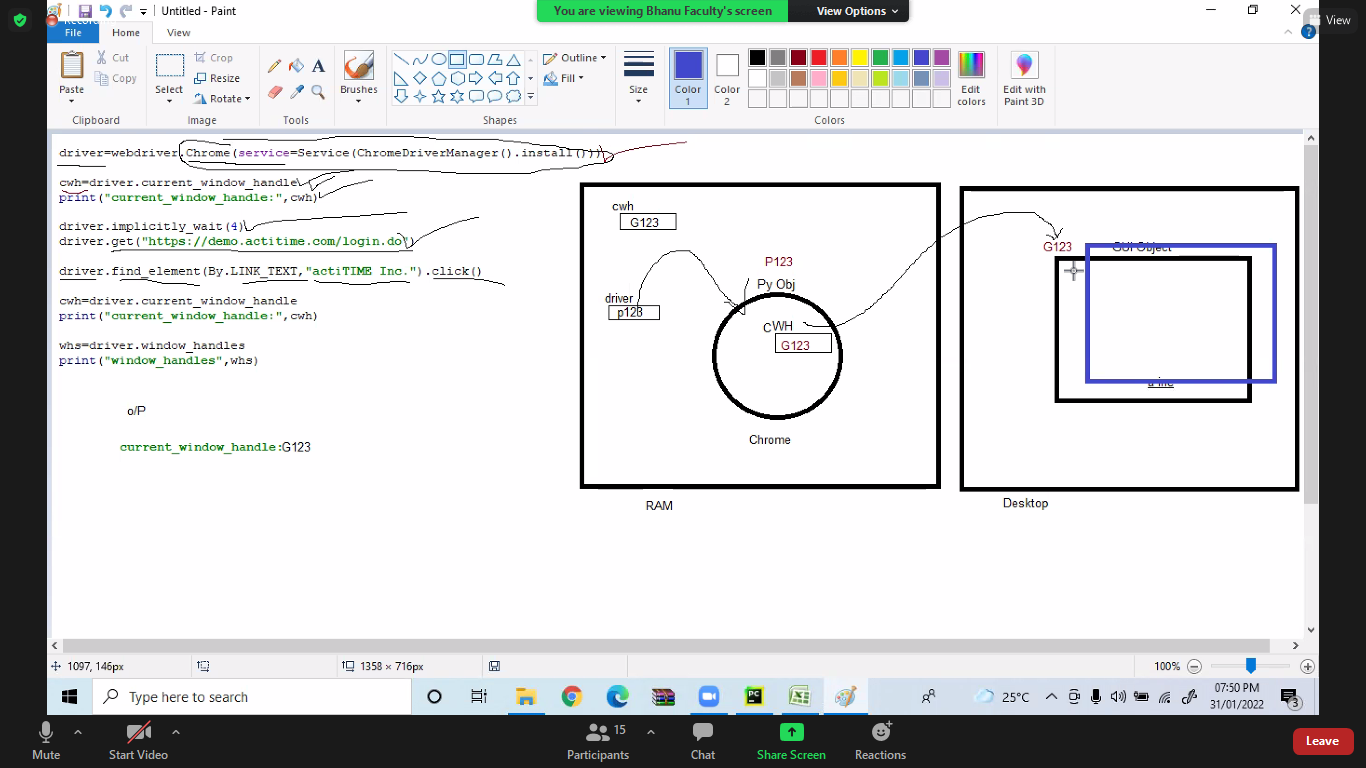 You are viewing Bhanu Faculty's screen
View Options
View
Untitled - Paint
Record
File
Home
View
Paste
Cut
Copy
Clipboard
Select
Crop
Resize
Rotate
Image
Tools
Brushes
Outline
Fill
Shapes
Size
Color 1
Color 2
Edit colors
Colors
Edit with Paint 3D
driver=webdriver.Chrome(service=Service(ChromeDriverManager().install()))
cwh=driver.current_window_handle
print("current_window_handle:",cwh)
driver.implicitly_wait(4)
driver.get("https://demo.actitime.com/login.do")
driver.find_element(By.LINK_TEXT,"actiTIME Inc.").click()
cwh=driver.current_window_handle
print("current_window_handle:",cwh)
whs=driver.window_handles
print("window_handles",whs)
o/P
current_window_handle:G123
cwh
G123
driver
p123
P123
Py Obj
CWH
G123
Chrome
RAM
G123
GUI Object
a inc
Desktop
1097, 146px
1358 × 716px
100%
Type here to search
25°C
07:50 PM
31/01/2022
3
Mute
Start Video
Participants
15
Chat
Share Screen
Reactions
Leave